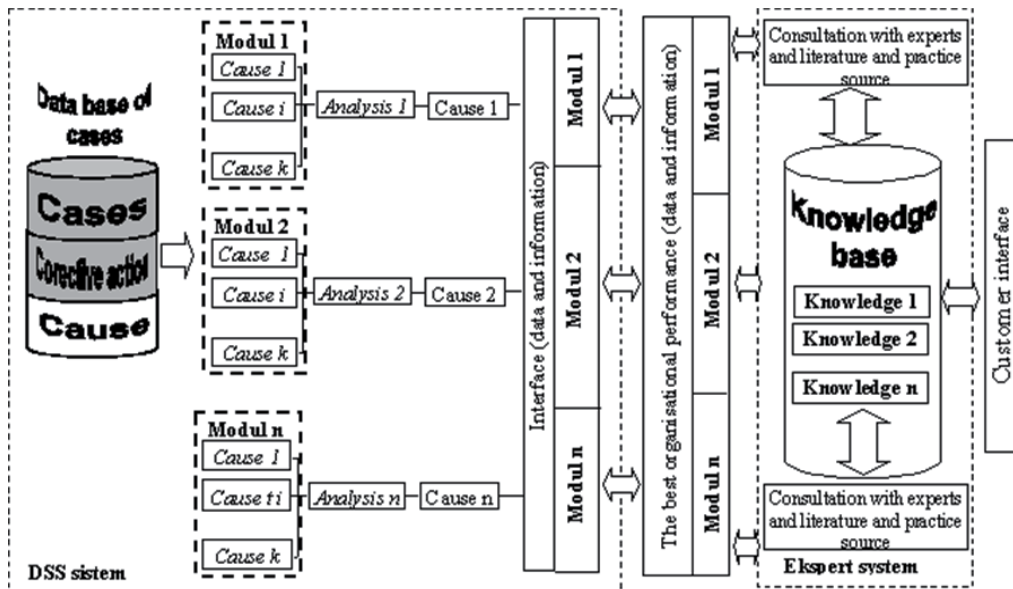 Data base of
cases
Cases
Corective action
Cause
Modul 1
Cause 1
Cause i
Cause k
Analysis 1
Cause 1
Modul 2
Cause 1
Cause i
Cause k
Analysis 2
Cause 2
Modul n
Cause 1
Cause t i
Cause k
Analysis n
Cause n
DSS sistem
Interface (data and information)
Modul 1
Modul 2
Modul n
The best organisational performance (data and information)
Modul 1
Modul 2
Modul n
Consultation with experts
and literature and practice
source
Knowledge
base
Knowledge 1
Knowledge 2
Knowledge n
Consultation with experts
and literature and practice
source
Ekspert system
Customer interface